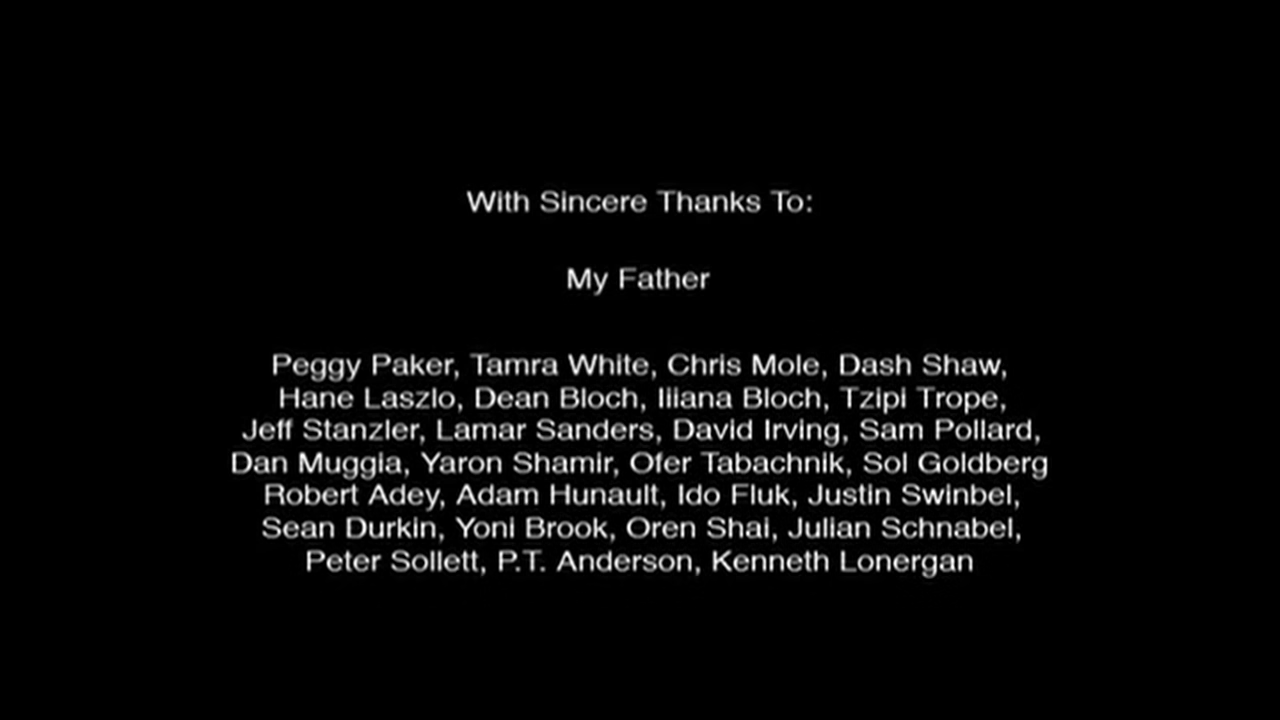 With Sincere Thanks To:
My Father
Peggy Paker, Tamra White, Chris Mole, Dash Shaw,
Hane Laszlo, Dean Bloch, Iliana Bloch, Tzipi Trope,
Jeff Stanzler, Lamar Sanders, David Irving, Sam Pollard,
Dan Muggia, Yaron Shamir, Ofer Tabachnik, Sol Goldberg
Robert Adey, Adam Hunault, Ido Fluk, Justin Swinbel,
Sean Durkin, Yoni Brook, Oren Shai, Julian Schnabel,
Peter Sollett, P.T. Anderson, Kenneth Lonergan